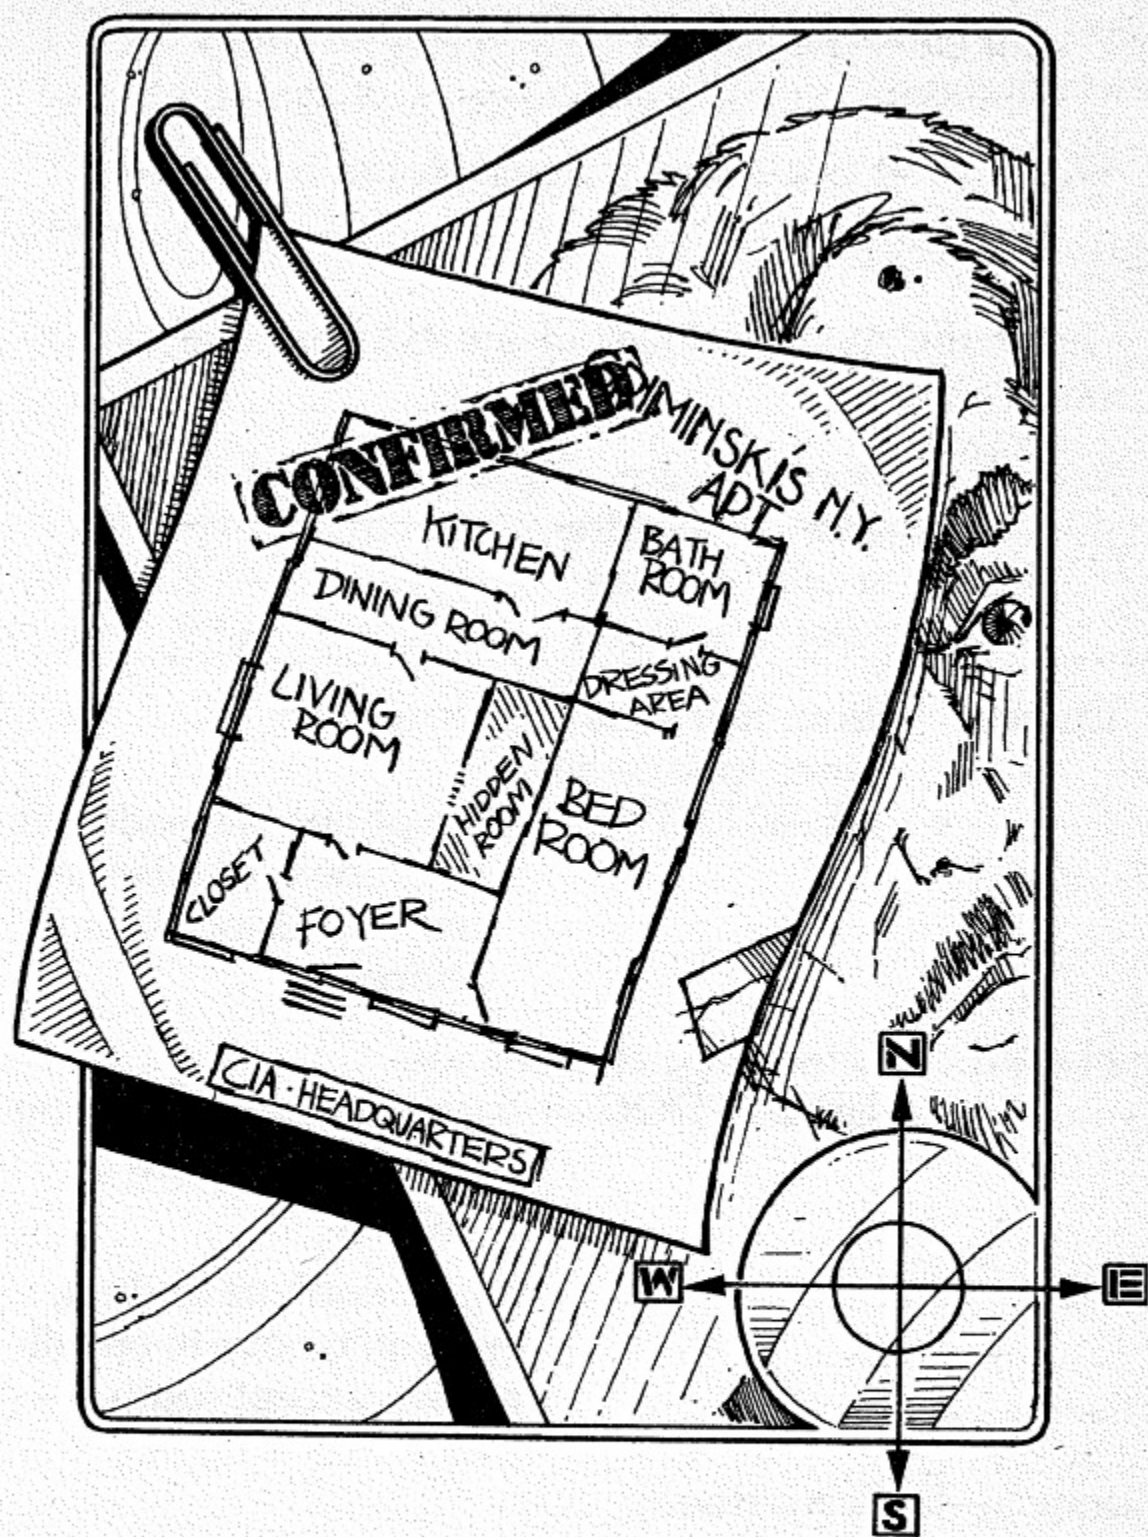 CONFIRMED
DIMINSKI'S N.Y.
APT
KITCHEN
BATH
ROOM
DINING ROOM
DRESSING
AREA
LIVING
ROOM
HIDDEN
ROOM
BED
ROOM
CLOSET
FOYER
CIA · HEADQUARTERS
N
W
E
S